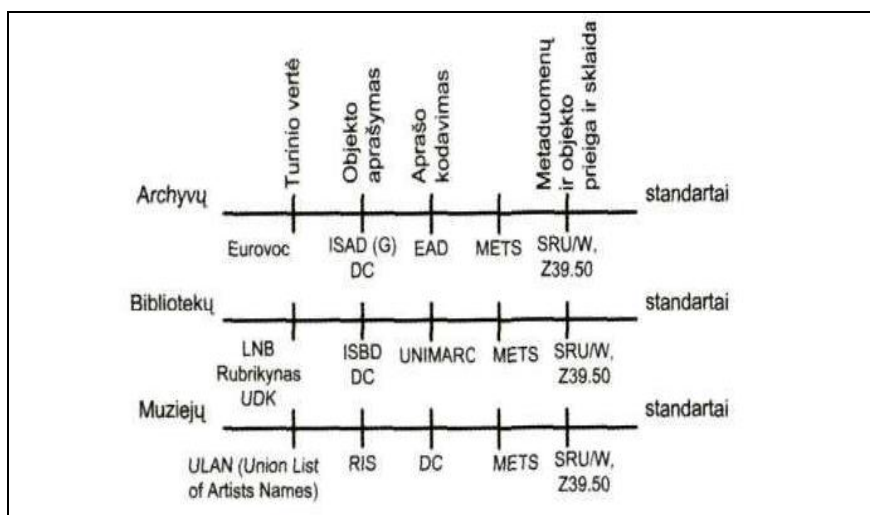 Turinio vertė
Objekto
aprašymas
Aprašo
kodavimas
Metaduomenų
ir objekto
prieiga ir sklaida
Archyvų
standartai
Eurovoc
ISAD (G)
DC
EAD
METS
SRU/W,
Z39.50
Bibliotekų
standartai
LNB
Rubrikynas
UDK
ISBD
DC
UNIMARC
METS
SRU/W,
Z39.50
Muziejų
standartai
ULAN (Union List
of Artists Names)
RIS
DC
METS
SRU/W,
Z39.50